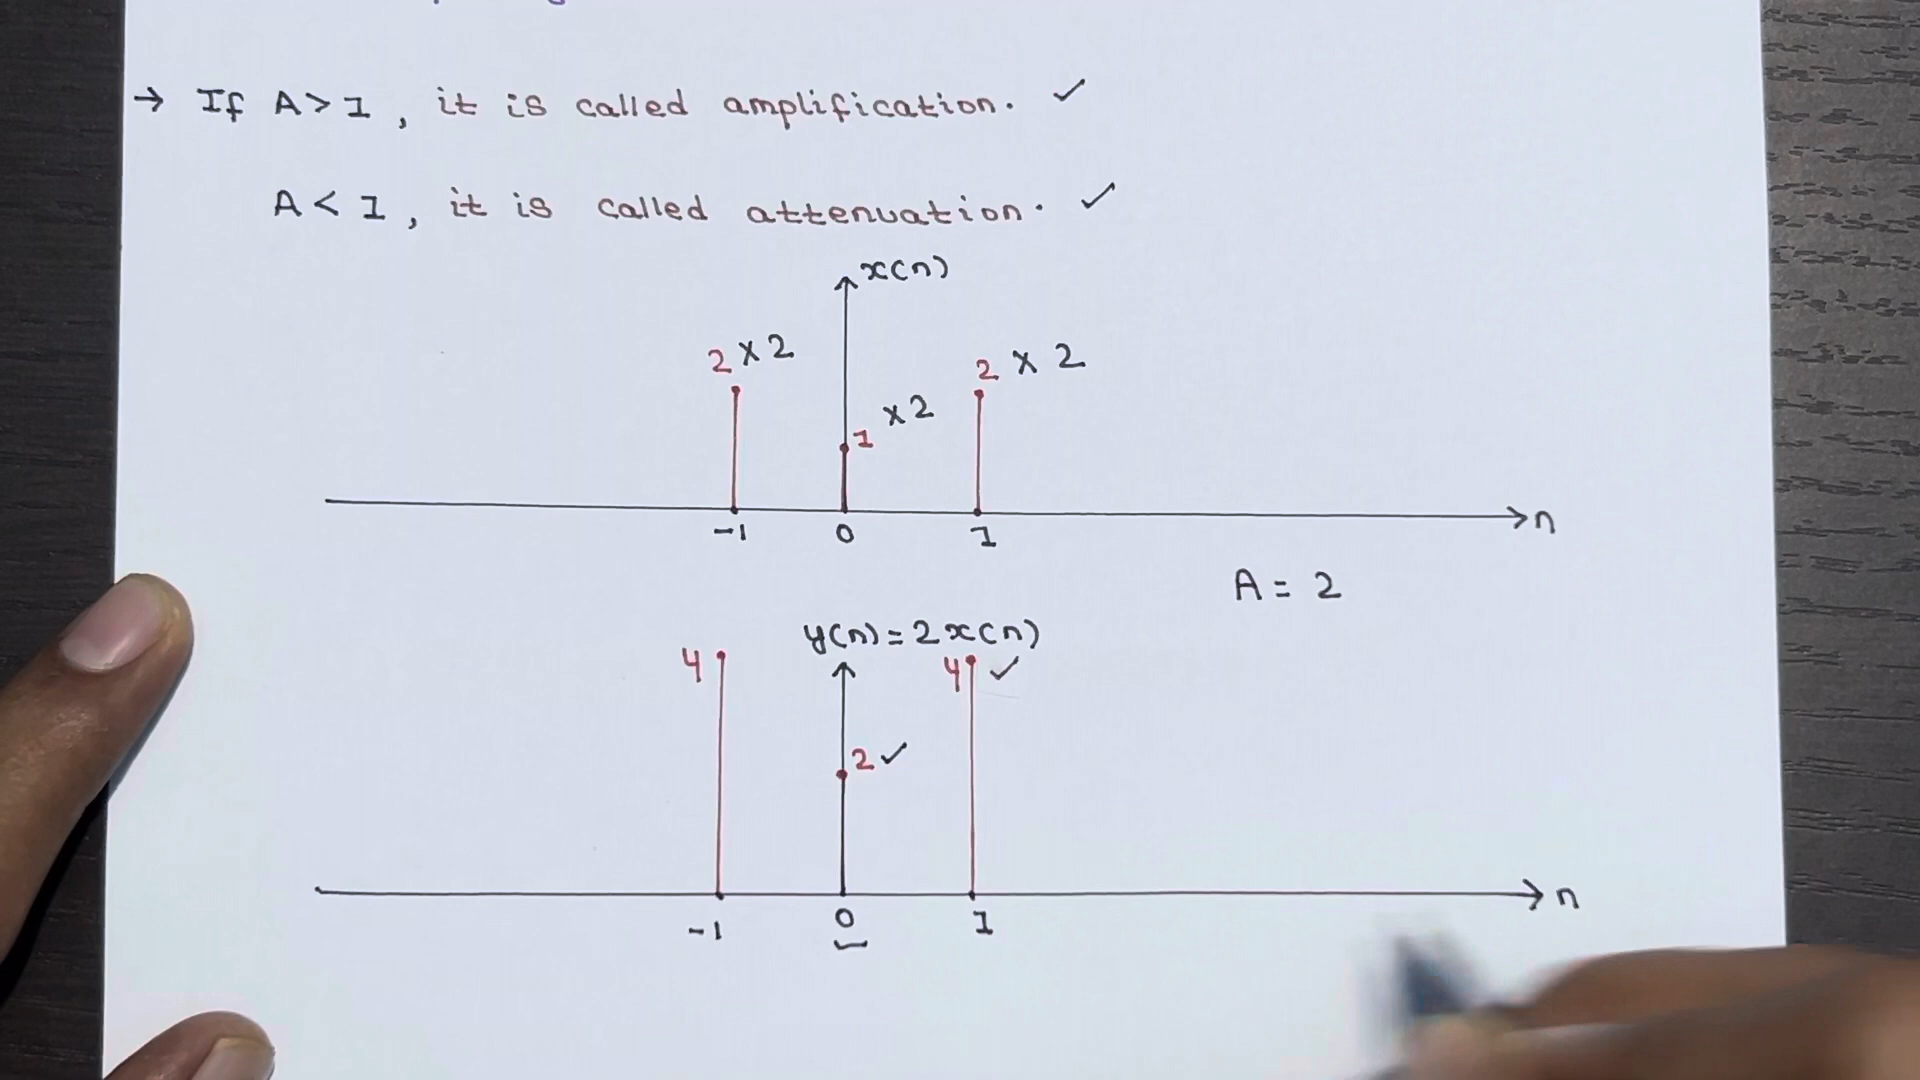 → If A > 1, it is called amplification. ✓
A < 1, it is called attenuation. ✓
x(n)
2 × 2
2 × 2
1 × 2
n
-1 0 1
A = 2
y(n) = 2x(n)
4
4 ✓
2 ✓
n
-1 0 1